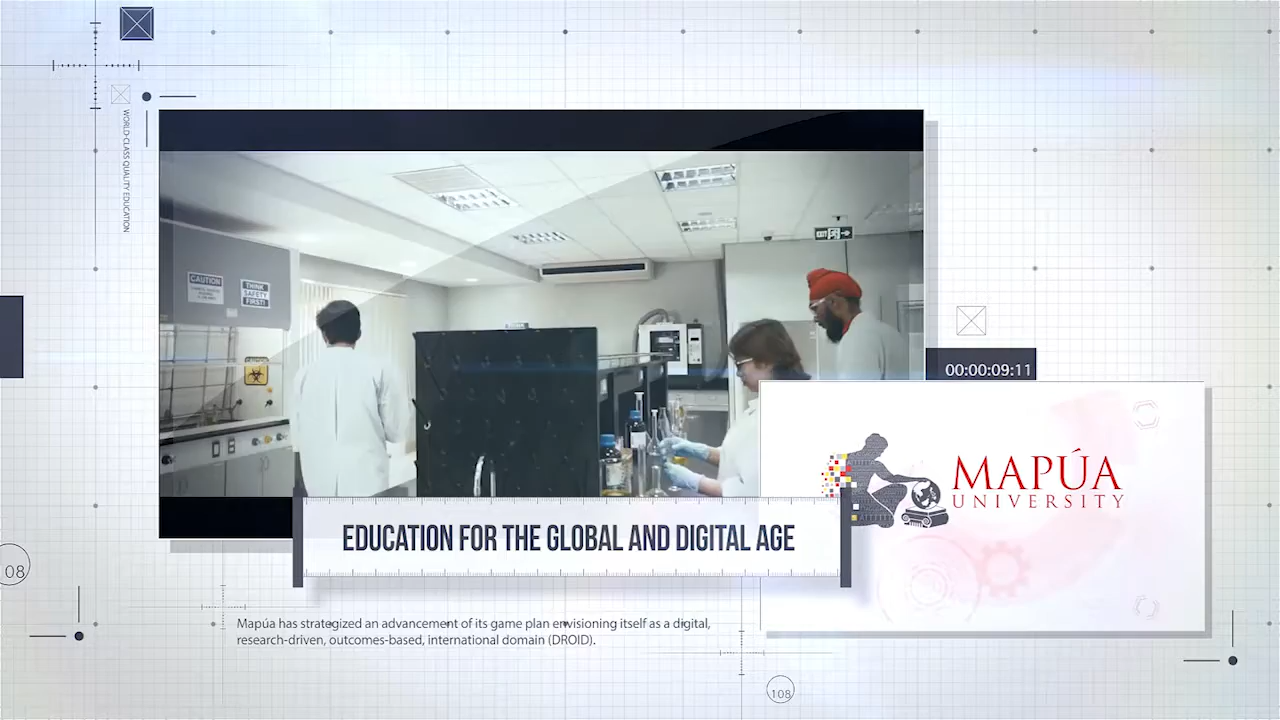 WORLD-CLASS QUALITY EDUCATION
CAUTION
THINK
SAFETY
FIRST!
EXIT
00:00:09:11
MAPÚA
UNIVERSITY
EDUCATION FOR THE GLOBAL AND DIGITAL AGE
08
Mapúa has strategized an advancement of its game plan envisioning itself as a digital,
research-driven, outcomes-based, international domain (DROID).
108